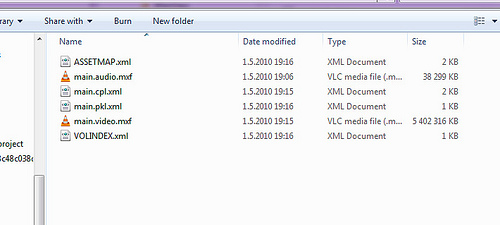 rary Share with Burn New folder
Name Date modified Type Size
ASSETMAP.xml 1.5.2010 19:16 XML Document 2 KB
main.audio.mxf 1.5.2010 19:06 VLC media file (.m... 38 299 KB
main.cpl.xml 1.5.2010 19:15 XML Document 2 KB
main.pkl.xml 1.5.2010 19:16 XML Document 1 KB
main.video.mxf 1.5.2010 19:15 VLC media file (.m... 5 402 316 KB
VOLINDEX.xml 1.5.2010 19:16 XML Document 1 KB
project
c48c038c